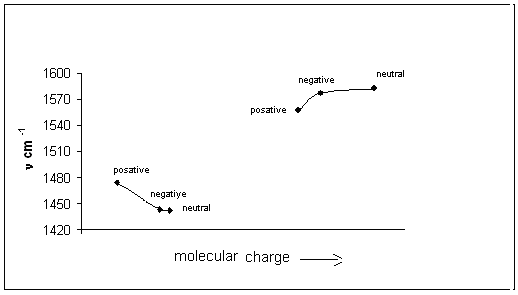 1600
1570
1540
1510
1480
1450
1420
ν cm -1
posative
negative
neutral
posative
negative
neutral
molecular charge